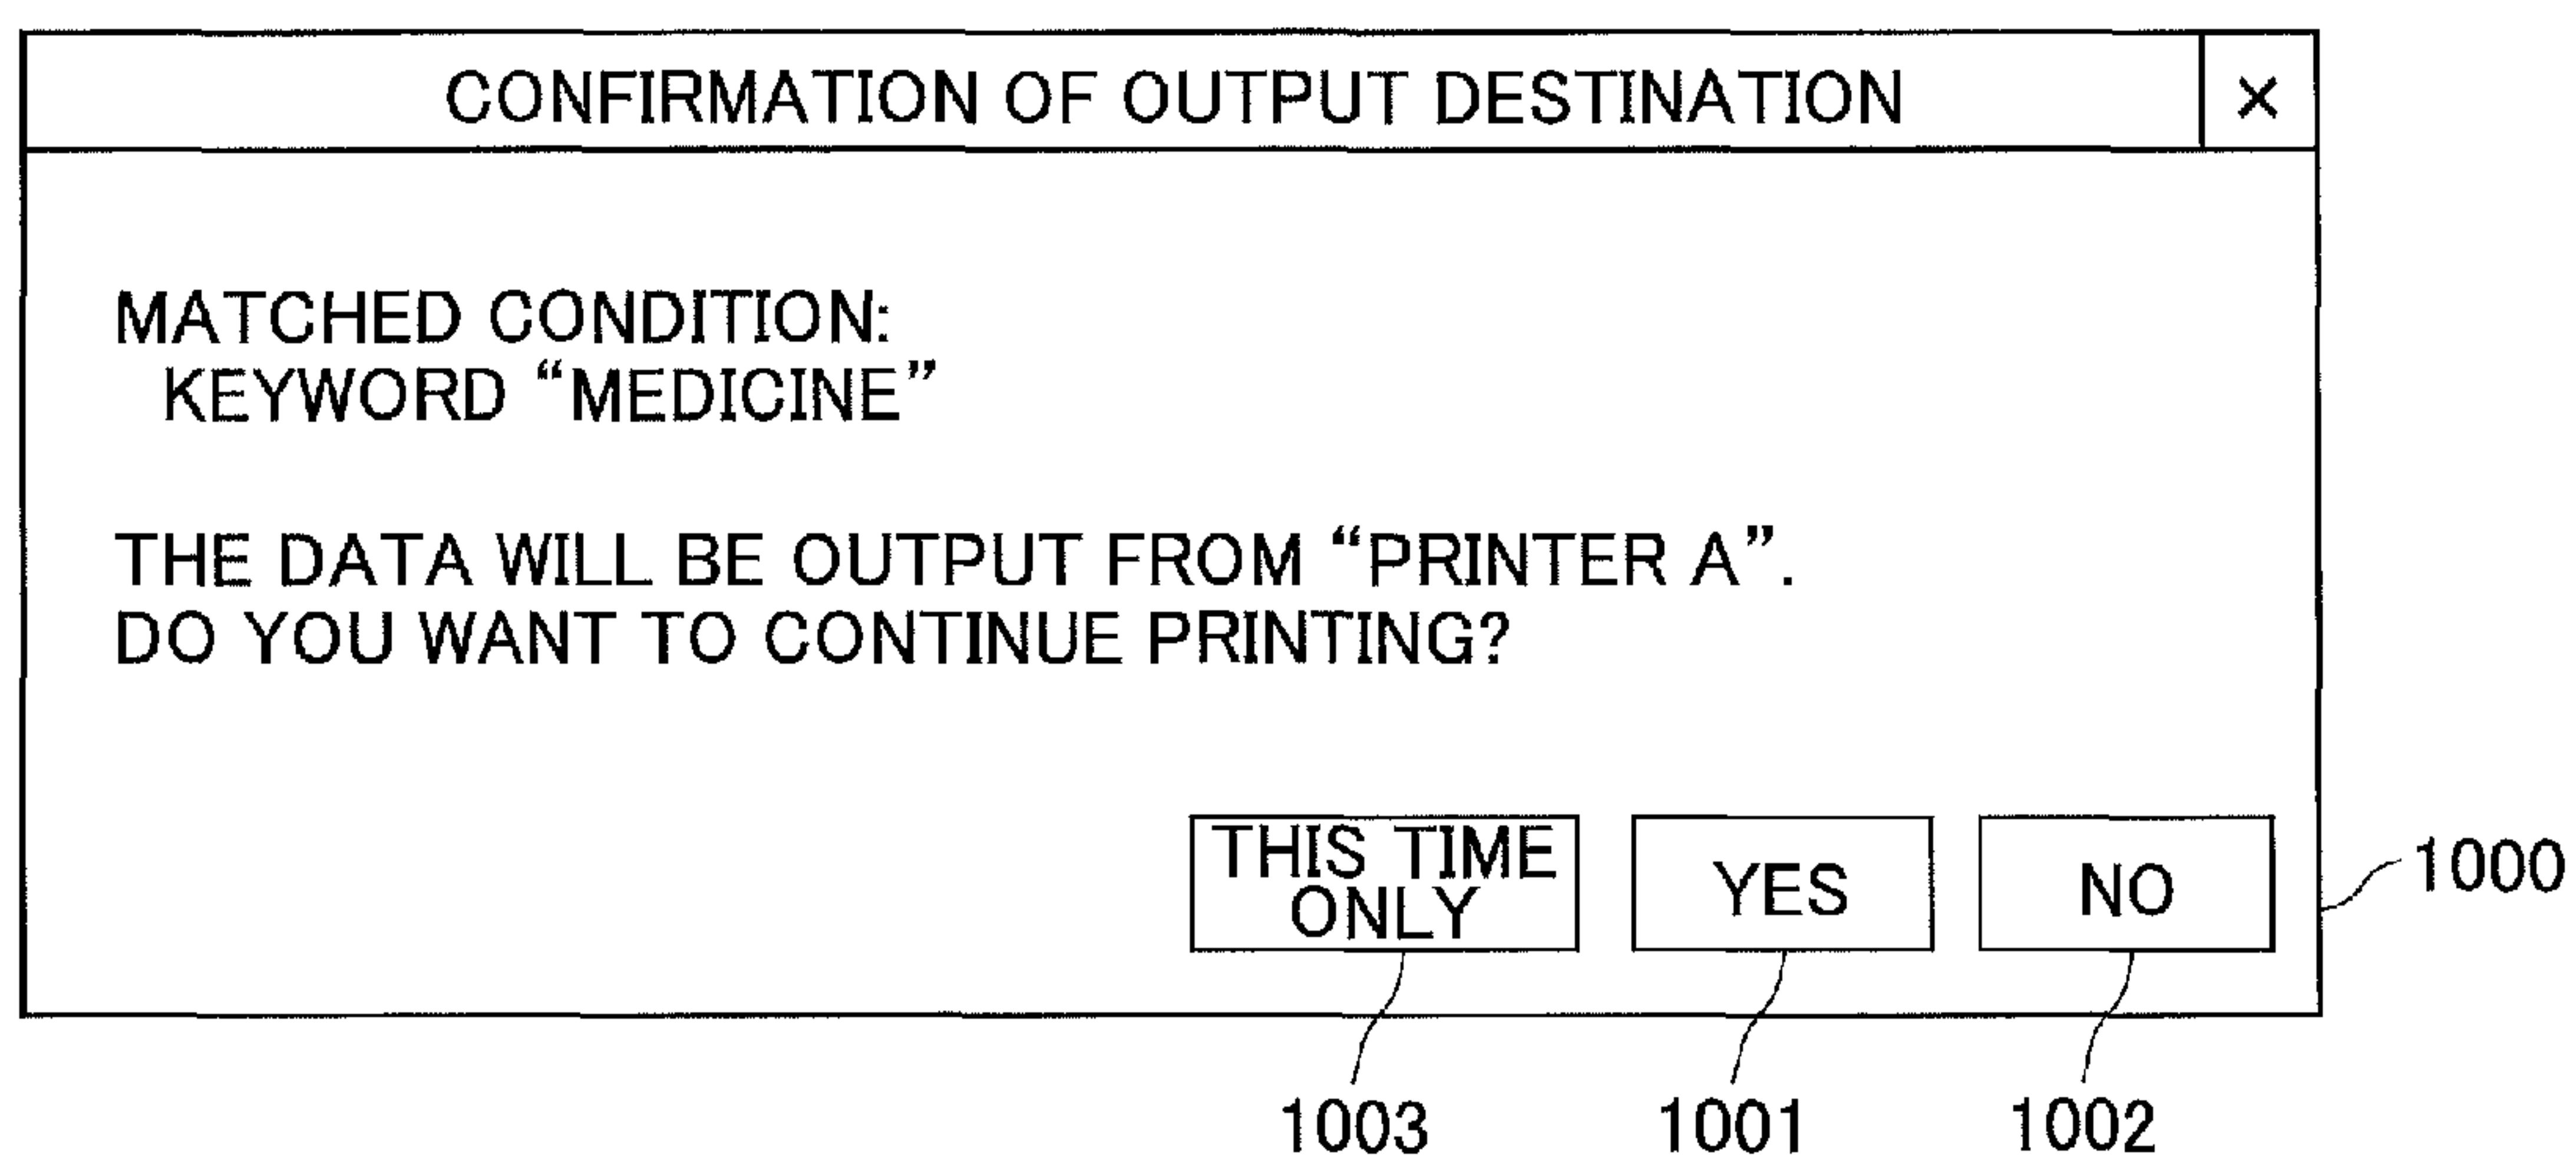 CONFIRMATION OF OUTPUT DESTINATION ×
MATCHED CONDITION:
KEYWORD “MEDICINE”
THE DATA WILL BE OUTPUT FROM “PRINTER A”.
DO YOU WANT TO CONTINUE PRINTING?
THIS TIME
ONLY
YES
NO
1000
1003
1001
1002